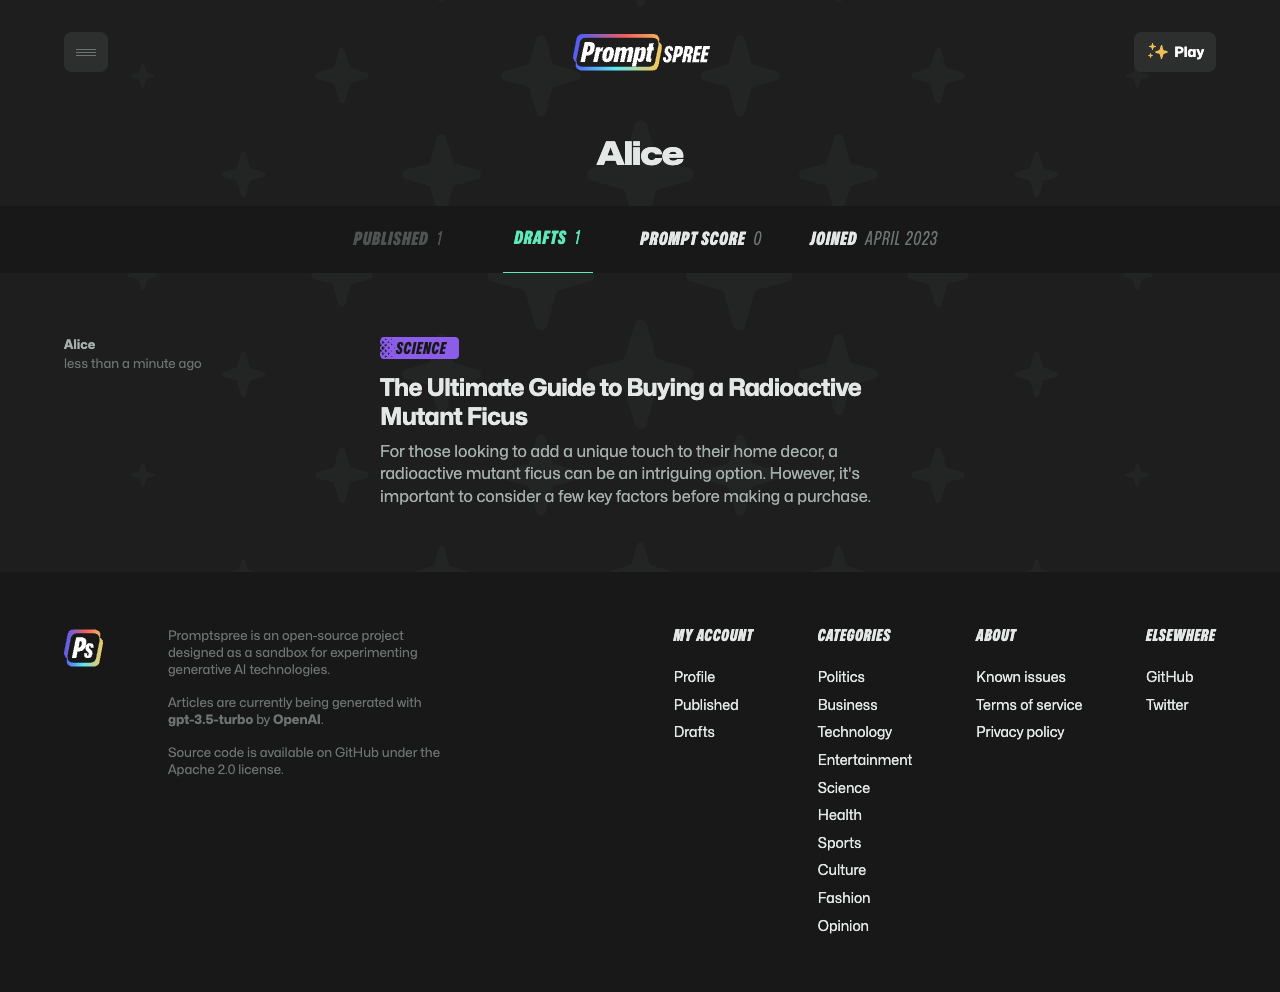 Prompt SPREE
Play
Alice
PUBLISHED 1
DRAFTS 1
PROMPT SCORE 0
JOINED APRIL 2023
Alice
less than a minute ago
SCIENCE
The Ultimate Guide to Buying a Radioactive
Mutant Ficus
For those looking to add a unique touch to their home decor, a
radioactive mutant ficus can be an intriguing option. However, it's
important to consider a few key factors before making a purchase.
Ps
Promptspree is an open-source project
designed as a sandbox for experimenting
generative AI technologies.
Articles are currently being generated with
gpt-3.5-turbo by OpenAI.
Source code is available on GitHub under the
Apache 2.0 license.
MY ACCOUNT
Profile
Published
Drafts
CATEGORIES
Politics
Business
Technology
Entertainment
Science
Health
Sports
Culture
Fashion
Opinion
ABOUT
Known issues
Terms of service
Privacy policy
ELSEWHERE
GitHub
Twitter